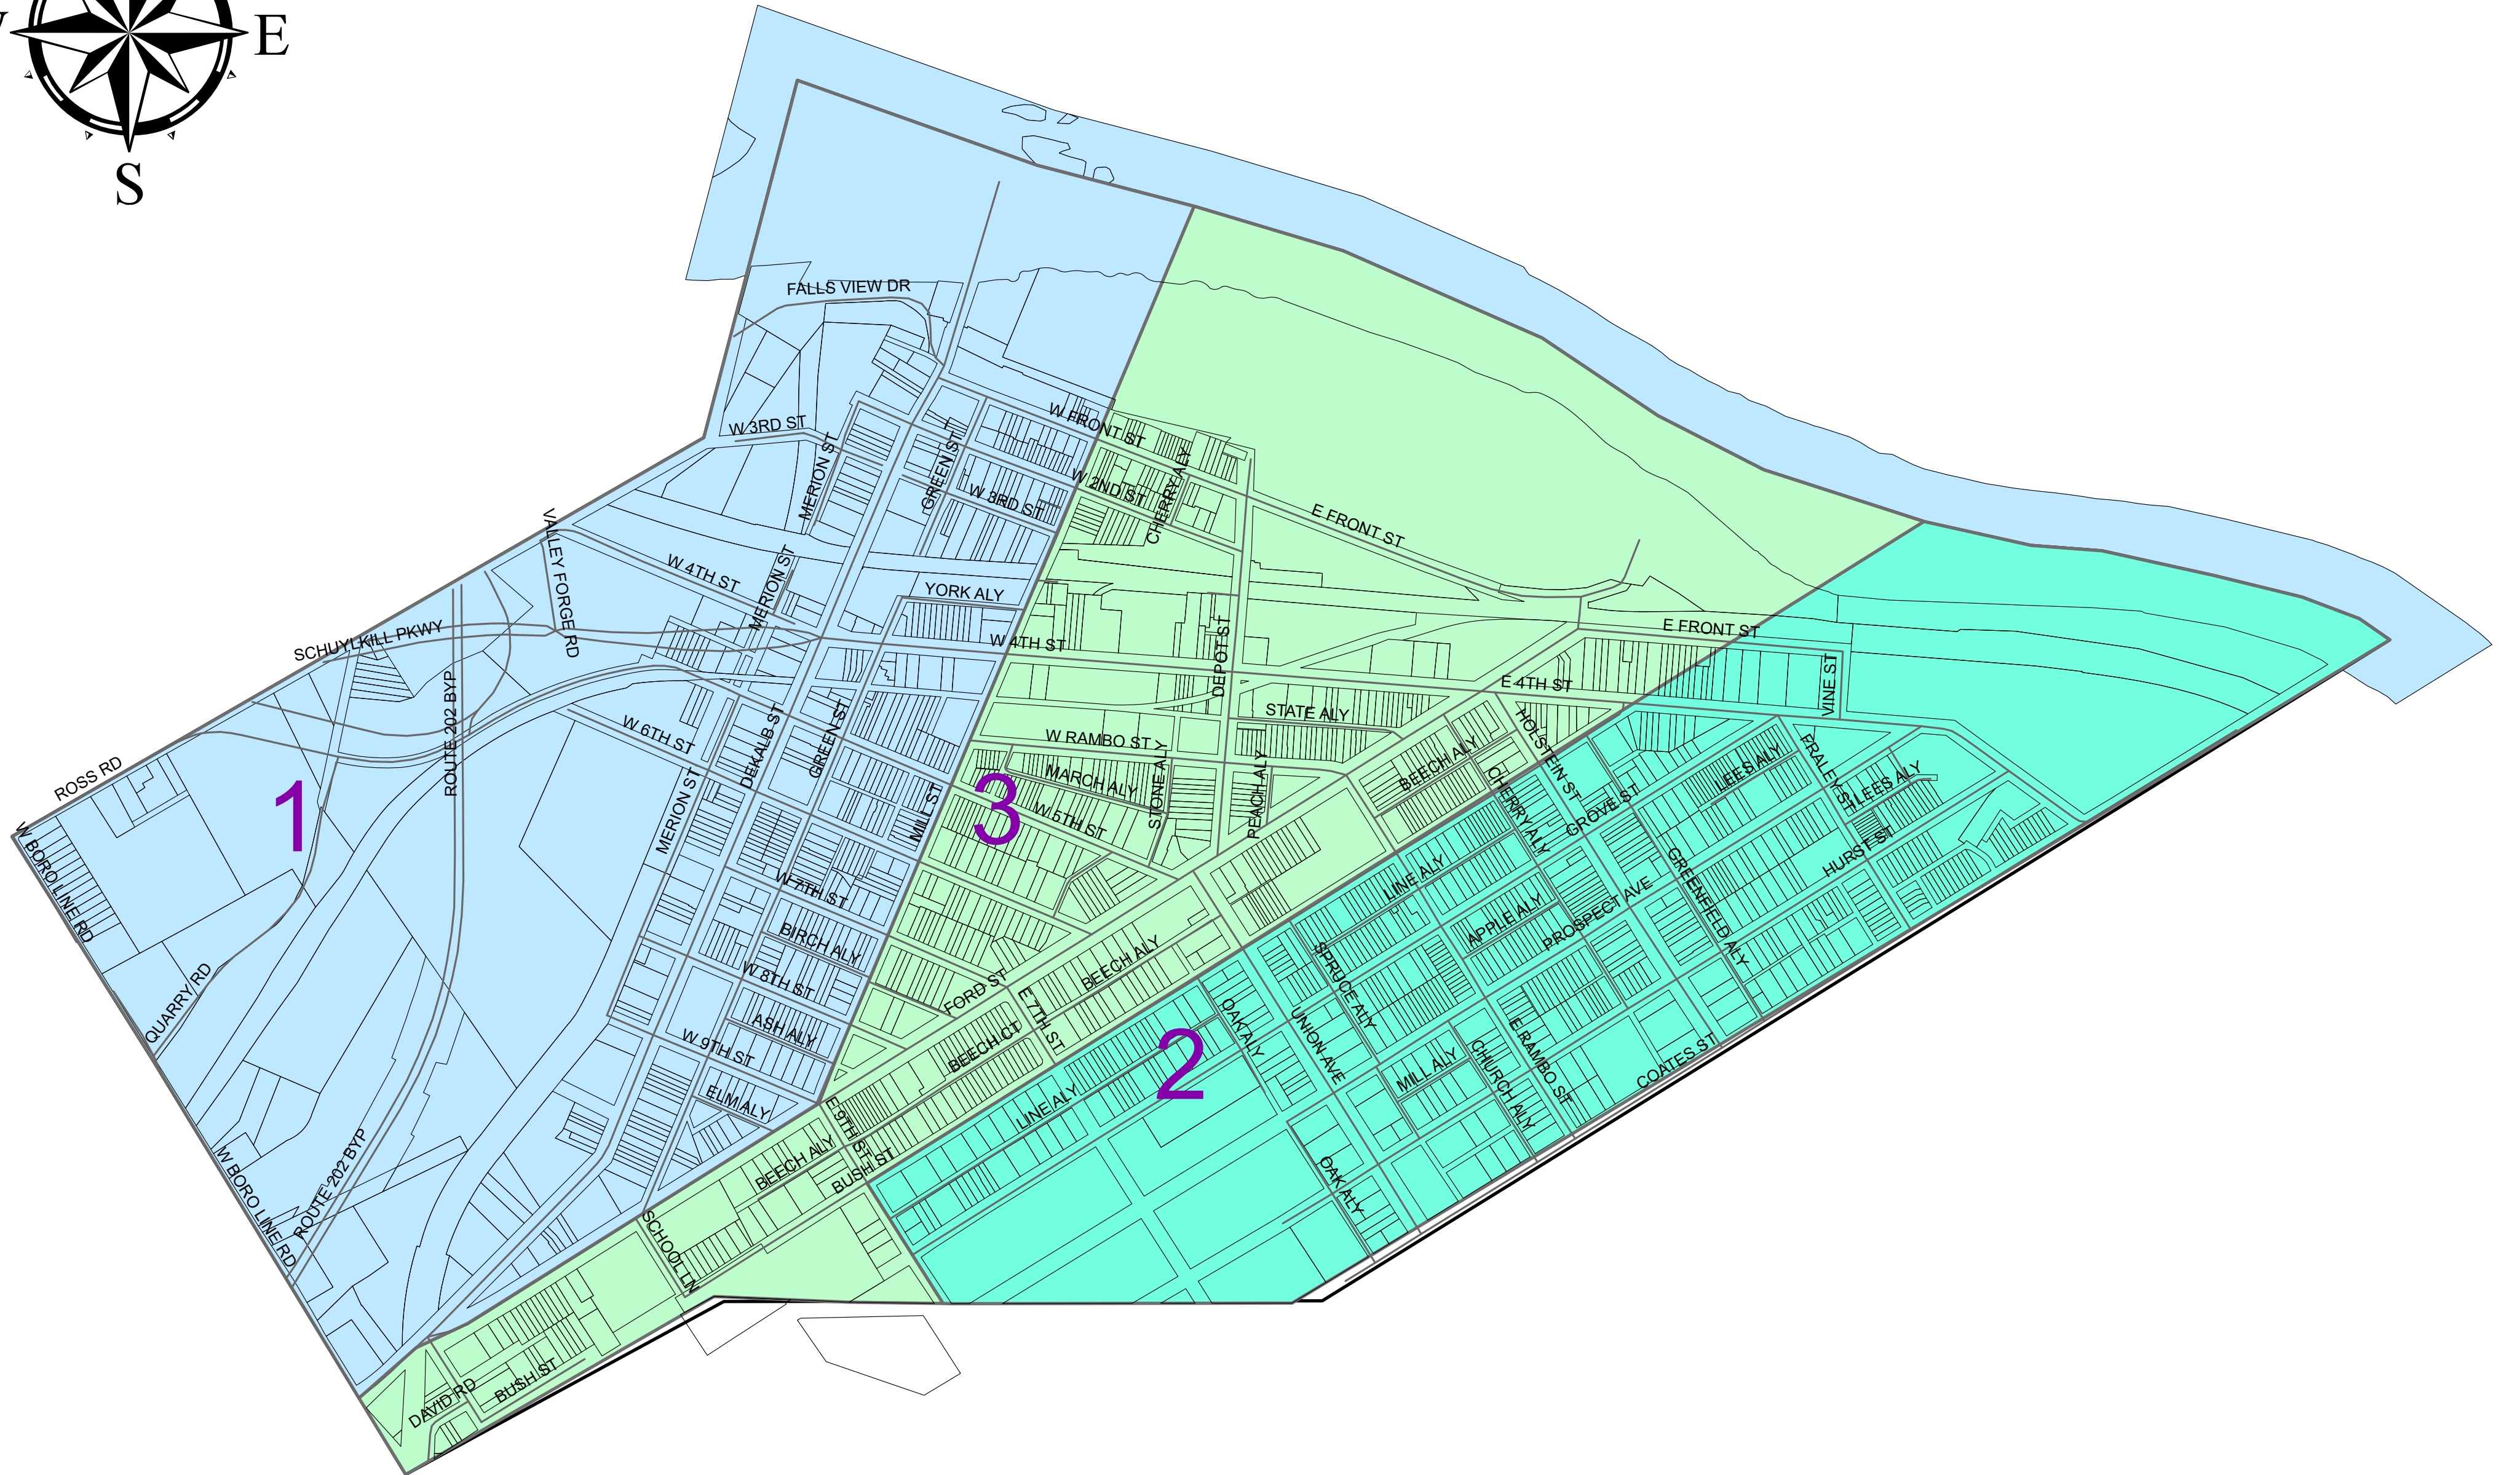 E
S
FALLS VIEW DR
W FRONT ST
W 3RD ST
MERION ST
GREEN ST
W 2ND ST
CHERRY ALY
W 3RD ST
E FRONT ST
VALLEY FORGE RD
W 4TH ST
MERION ST
YORK ALY
SCHUYLKILL PKWY
W 4TH ST
DEPOT ST
E FRONT ST
ROUTE 202 BYP
E 4TH ST
VINE ST
W 6TH ST
DEKALB ST
GREEN ST
STATE ALY
HOLSTEIN ST
W RAMBO ST
STONE ALY
BEECH ALY
FRALEY ST
LEES ALY
ROSS RD
MARCH ALY
PEACH ALY
CHERRY ALY
LEES ALY
1
MERION ST
MILL ST
3
W 5TH ST
GROVE ST
HURST ST
W BORO LINE RD
W 7TH ST
LINE ALY
GREENFIELD ALY
BIRCH ALY
APPLE ALY
PROSPECT AVE
W 8TH ST
FORD ST
BEECH ALY
SPRUCE ALY
QUARRY RD
ASH ALY
E 7TH ST
OAK ALY
UNION AVE
W 9TH ST
BEECH CT
2
MILL ALY
CHURCH ALY
E RAMBO ST
COATES ST
ELM ALY
LINE ALY
E 9TH ST
W BORO LINE RD
ROUTE 202 BYP
BEECH ALY
BUSH ST
OAK ALY
SCHOOL LN
DAVID RD
BUSH ST